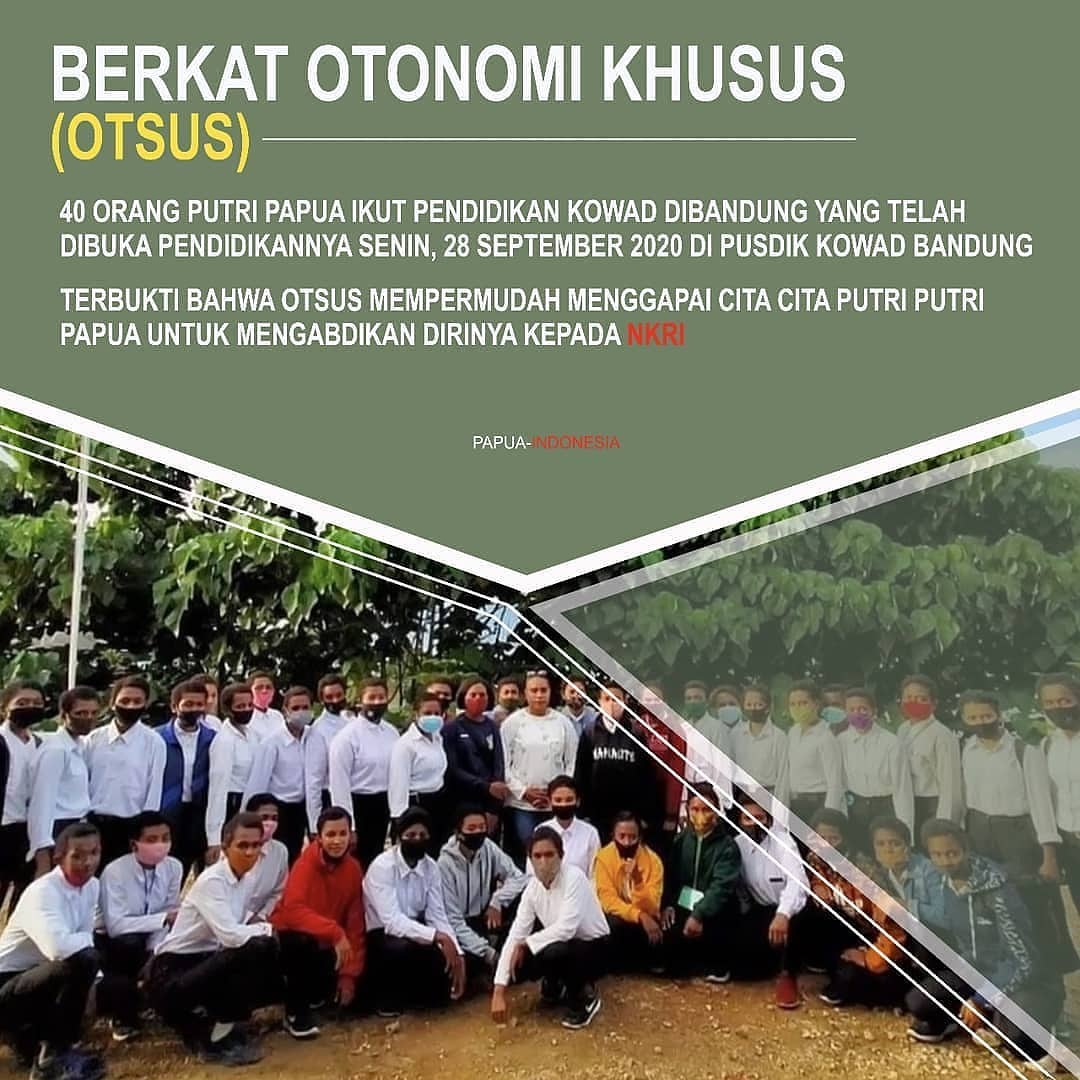 BERKAT OTONOMI KHUSUS
(OTSUS)
40 ORANG PUTRI PAPUA IKUT PENDIDIKAN KOWAD DIBANDUNG YANG TELAH
DIBUKA PENDIDIKANNYA SENIN, 28 SEPTEMBER 2020 DI PUSDIK KOWAD BANDUNG
TERBUKTI BAHWA OTSUS MEMPERMUDAH MENGGAPAI CITA CITA PUTRI PUTRI
PAPUA UNTUK MENGABDIKAN DIRINYA KEPADA NKRI
PAPUA-INDONESIA